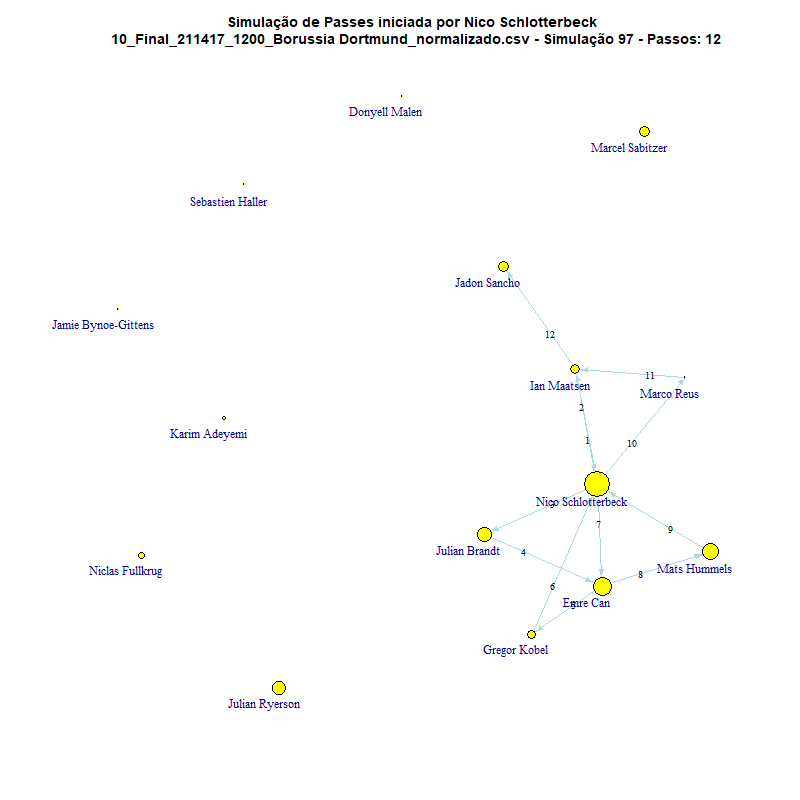 Simulação de Passes iniciada por Nico Schlotterbeck
10_Final_211417_1200_Borussia Dortmund_normalizado.csv - Simulação 97 - Passos: 12
Donyell Malen
Marcel Sabitzer
Sebastien Haller
Jadon Sancho
Jamie Bynoe-Gittens
12
11
Ian Maatsen
Marco Reus
2
Karim Adeyemi
1
10
Nico Schlotterbeck
3
7
9
Julian Brandt
4
Niclas Fullkrug
Mats Hummels
8
6
Emre Can
5
Gregor Kobel
Julian Ryerson